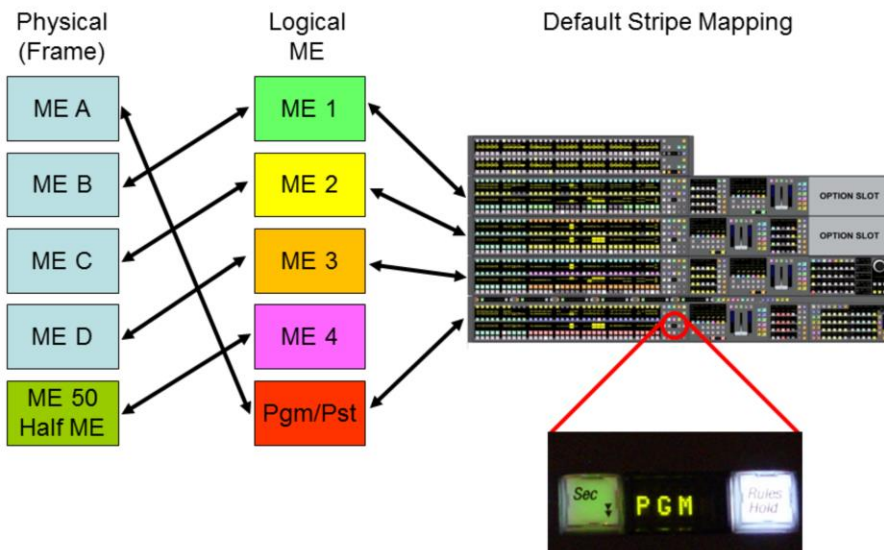 Physical
(Frame)
Logical
ME
Default Stripe Mapping
ME A
ME 1
ME B
ME 2
ME C
ME 3
ME D
ME 4
ME 50
Half ME
Pgm/Pst
OPTION SLOT
OPTION SLOT
Sec
PGM
Rules
Hold